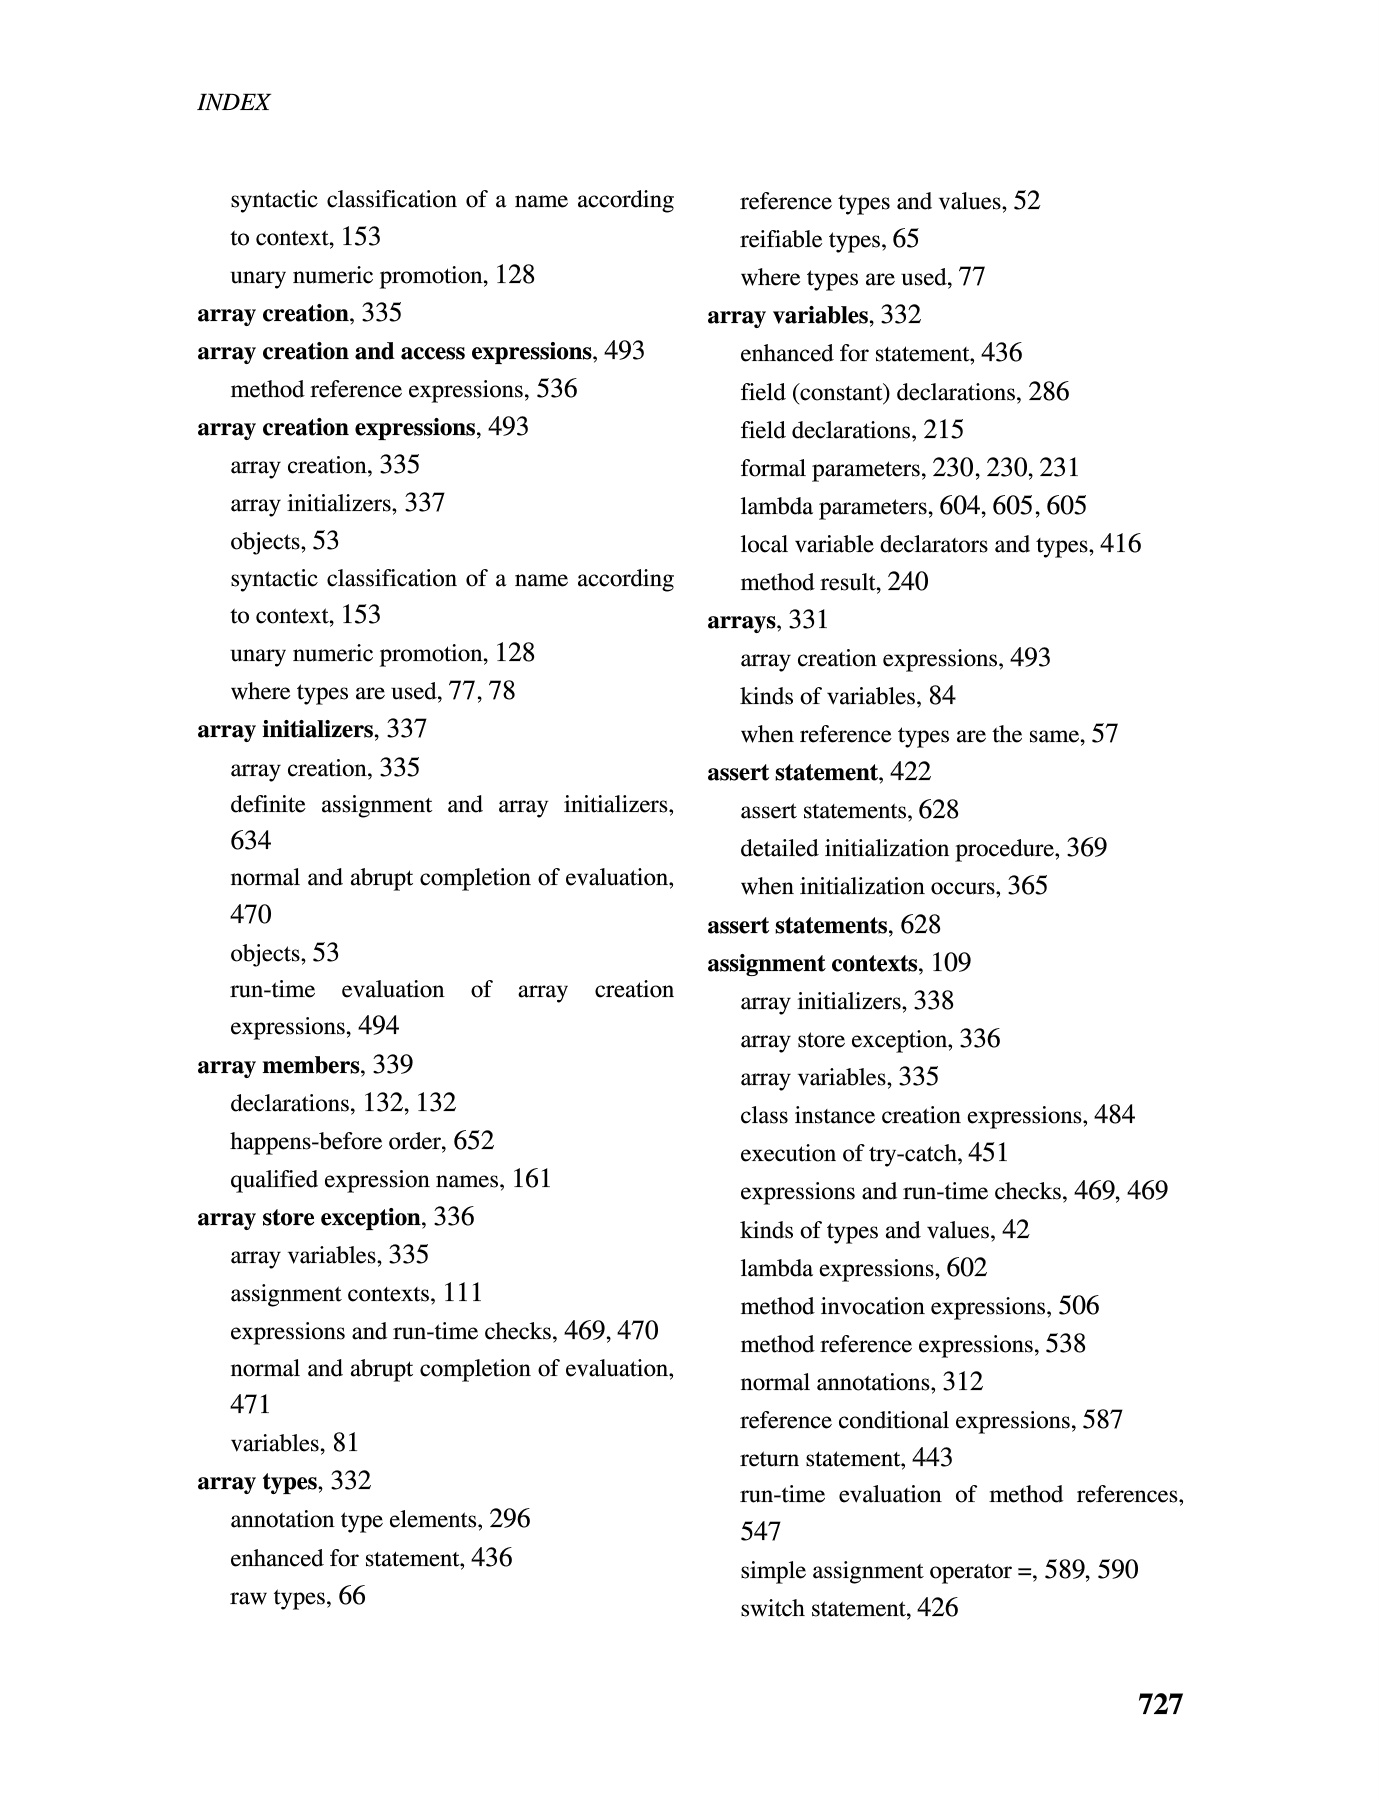 INDEX
syntactic classification of a name according
to context, 153
unary numeric promotion, 128
array creation, 335
array creation and access expressions, 493
method reference expressions, 536
array creation expressions, 493
array creation, 335
array initializers, 337
objects, 53
syntactic classification of a name according
to context, 153
unary numeric promotion, 128
where types are used, 77, 78
array initializers, 337
array creation, 335
definite assignment and array initializers,
634
normal and abrupt completion of evaluation,
470
objects, 53
run-time evaluation of array creation
expressions, 494
array members, 339
declarations, 132, 132
happens-before order, 652
qualified expression names, 161
array store exception, 336
array variables, 335
assignment contexts, 111
expressions and run-time checks, 469, 470
normal and abrupt completion of evaluation,
471
variables, 81
array types, 332
annotation type elements, 296
enhanced for statement, 436
raw types, 66
reference types and values, 52
reifiable types, 65
where types are used, 77
array variables, 332
enhanced for statement, 436
field (constant) declarations, 286
field declarations, 215
formal parameters, 230, 230, 231
lambda parameters, 604, 605, 605
local variable declarators and types, 416
method result, 240
arrays, 331
array creation expressions, 493
kinds of variables, 84
when reference types are the same, 57
assert statement, 422
assert statements, 628
detailed initialization procedure, 369
when initialization occurs, 365
assert statements, 628
assignment contexts, 109
array initializers, 338
array store exception, 336
array variables, 335
class instance creation expressions, 484
execution of try-catch, 451
expressions and run-time checks, 469, 469
kinds of types and values, 42
lambda expressions, 602
method invocation expressions, 506
method reference expressions, 538
normal annotations, 312
reference conditional expressions, 587
return statement, 443
run-time evaluation of method references,
547
simple assignment operator =, 589, 590
switch statement, 426
727